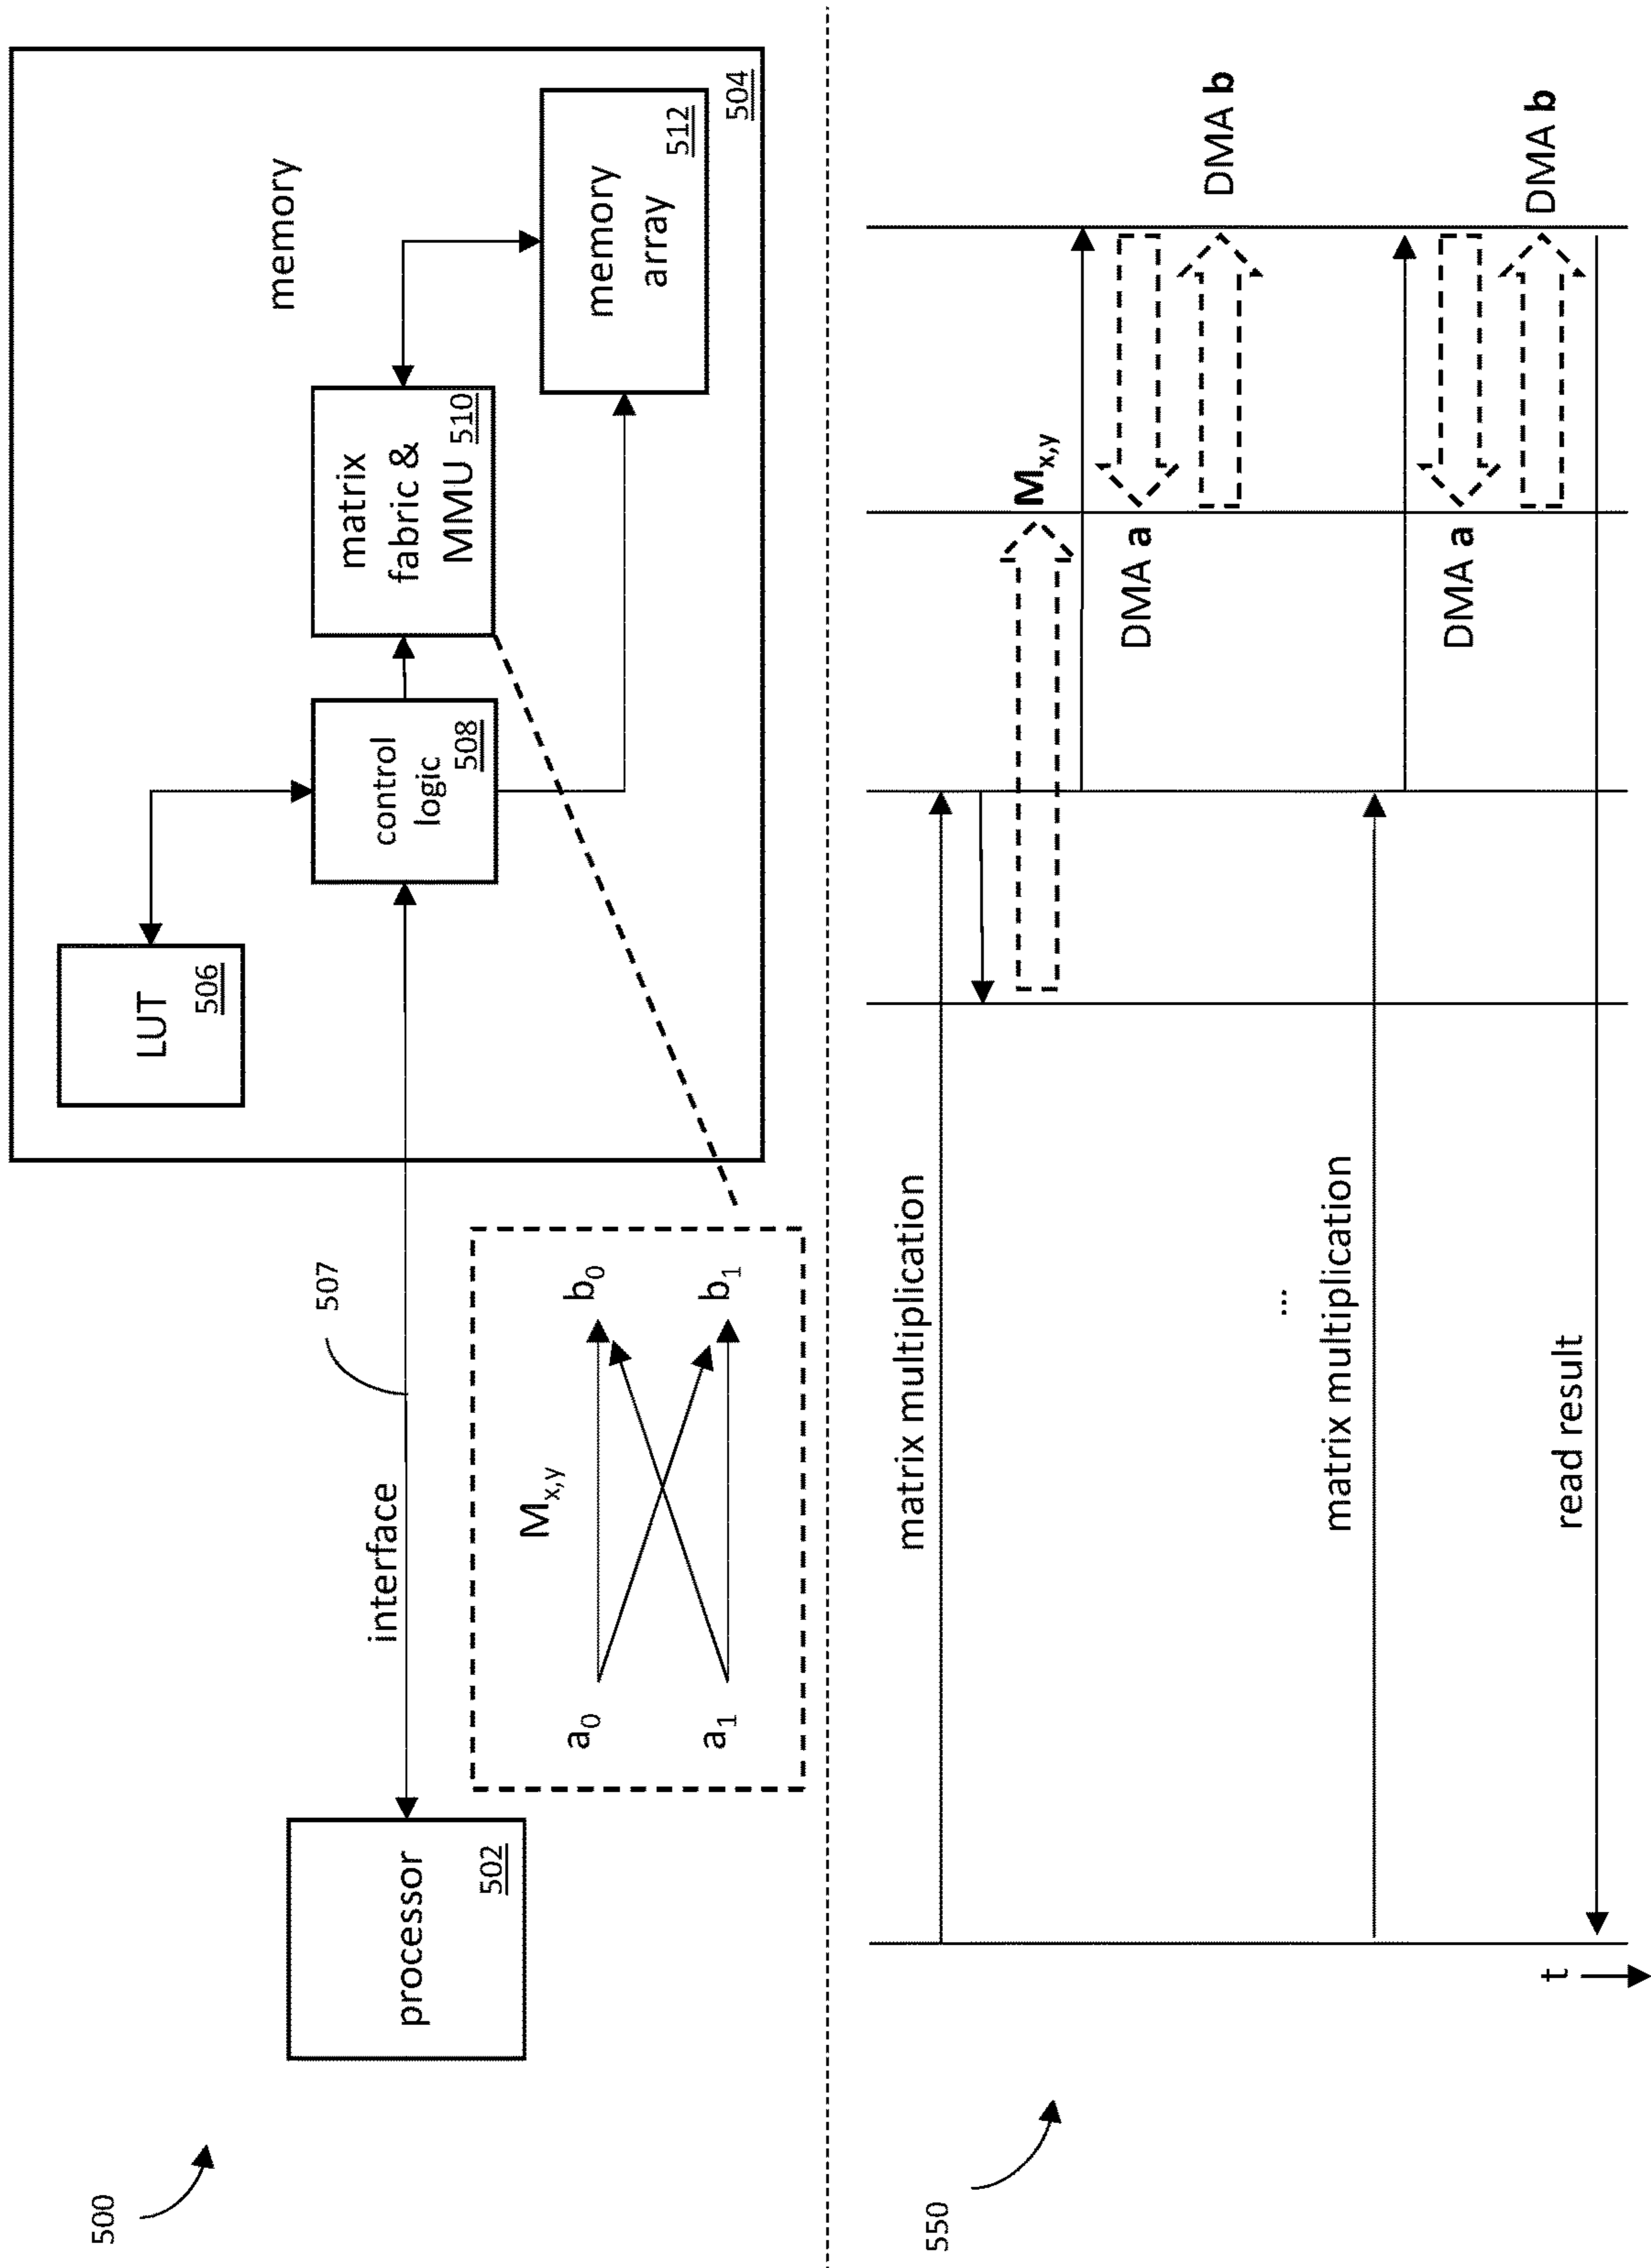 500
processor
502
interface
507
memory
LUT
506
control
logic
508
matrix
fabric &
MMU
510
memory
array
512
504
Mx,y
a0
b0
a1
b1
550
matrix multiplication
Mx,y
DMA a
DMA b
...
matrix multiplication
DMA a
DMA b
read result
t